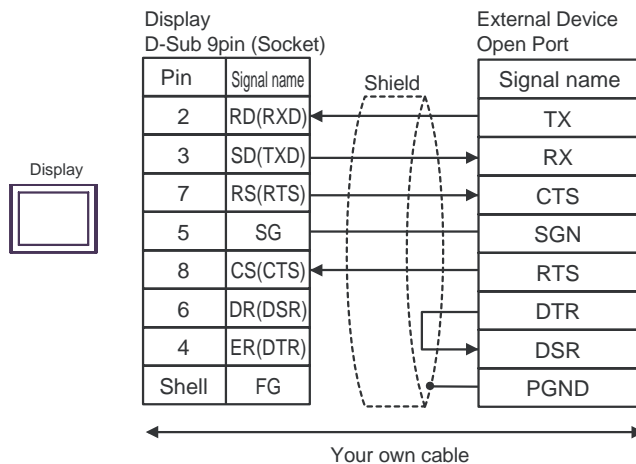 Display
D-Sub 9pin (Socket)
External Device
Open Port
Pin Signal name Shield Signal name
2 RD(RXD) TX
3 SD(TXD) RX
Display
7 RS(RTS) CTS
5 SG SGN
8 CS(CTS) RTS
6 DR(DSR) DTR
4 ER(DTR) DSR
Shell FG PGND
Your own cable